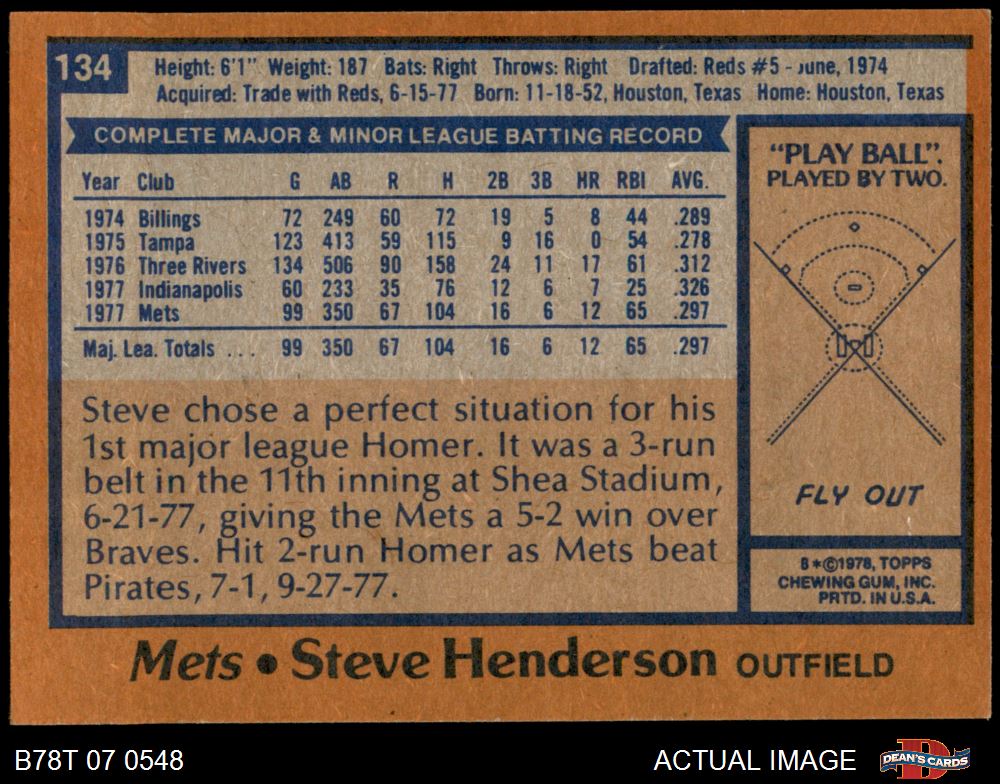 134
Height: 6'1" Weight: 187 Bats: Right Throws: Right Drafted: Reds #5 - June, 1974
Acquired: Trade with Reds, 6-15-77 Born: 11-18-52, Houston, Texas Home: Houston, Texas
COMPLETE MAJOR & MINOR LEAGUE BATTING RECORD
Year Club G AB R H 2B 3B HR RBI AVG.
1974 Billings 72 249 60 72 19 5 8 44 .289
1975 Tampa 123 413 59 115 9 16 0 54 .278
1976 Three Rivers 134 506 90 158 24 11 17 61 .312
1977 Indianapolis 60 233 35 76 12 6 7 25 .326
1977 Mets 99 350 67 104 16 6 12 65 .297
Maj. Lea. Totals ... 99 350 67 104 16 6 12 65 .297
Steve chose a perfect situation for his
1st major league Homer. It was a 3-run
belt in the 11th inning at Shea Stadium,
6-21-77, giving the Mets a 5-2 win over
Braves. Hit 2-run Homer as Mets beat
Pirates, 7-1, 9-27-77.
"PLAY BALL".
PLAYED BY TWO.
FLY OUT
8*©1978, TOPPS
CHEWING GUM, INC.
PRTD. IN U.S.A.
Mets • Steve Henderson OUTFIELD
B78T 07 0548
ACTUAL IMAGE
DEAN'S CARDS